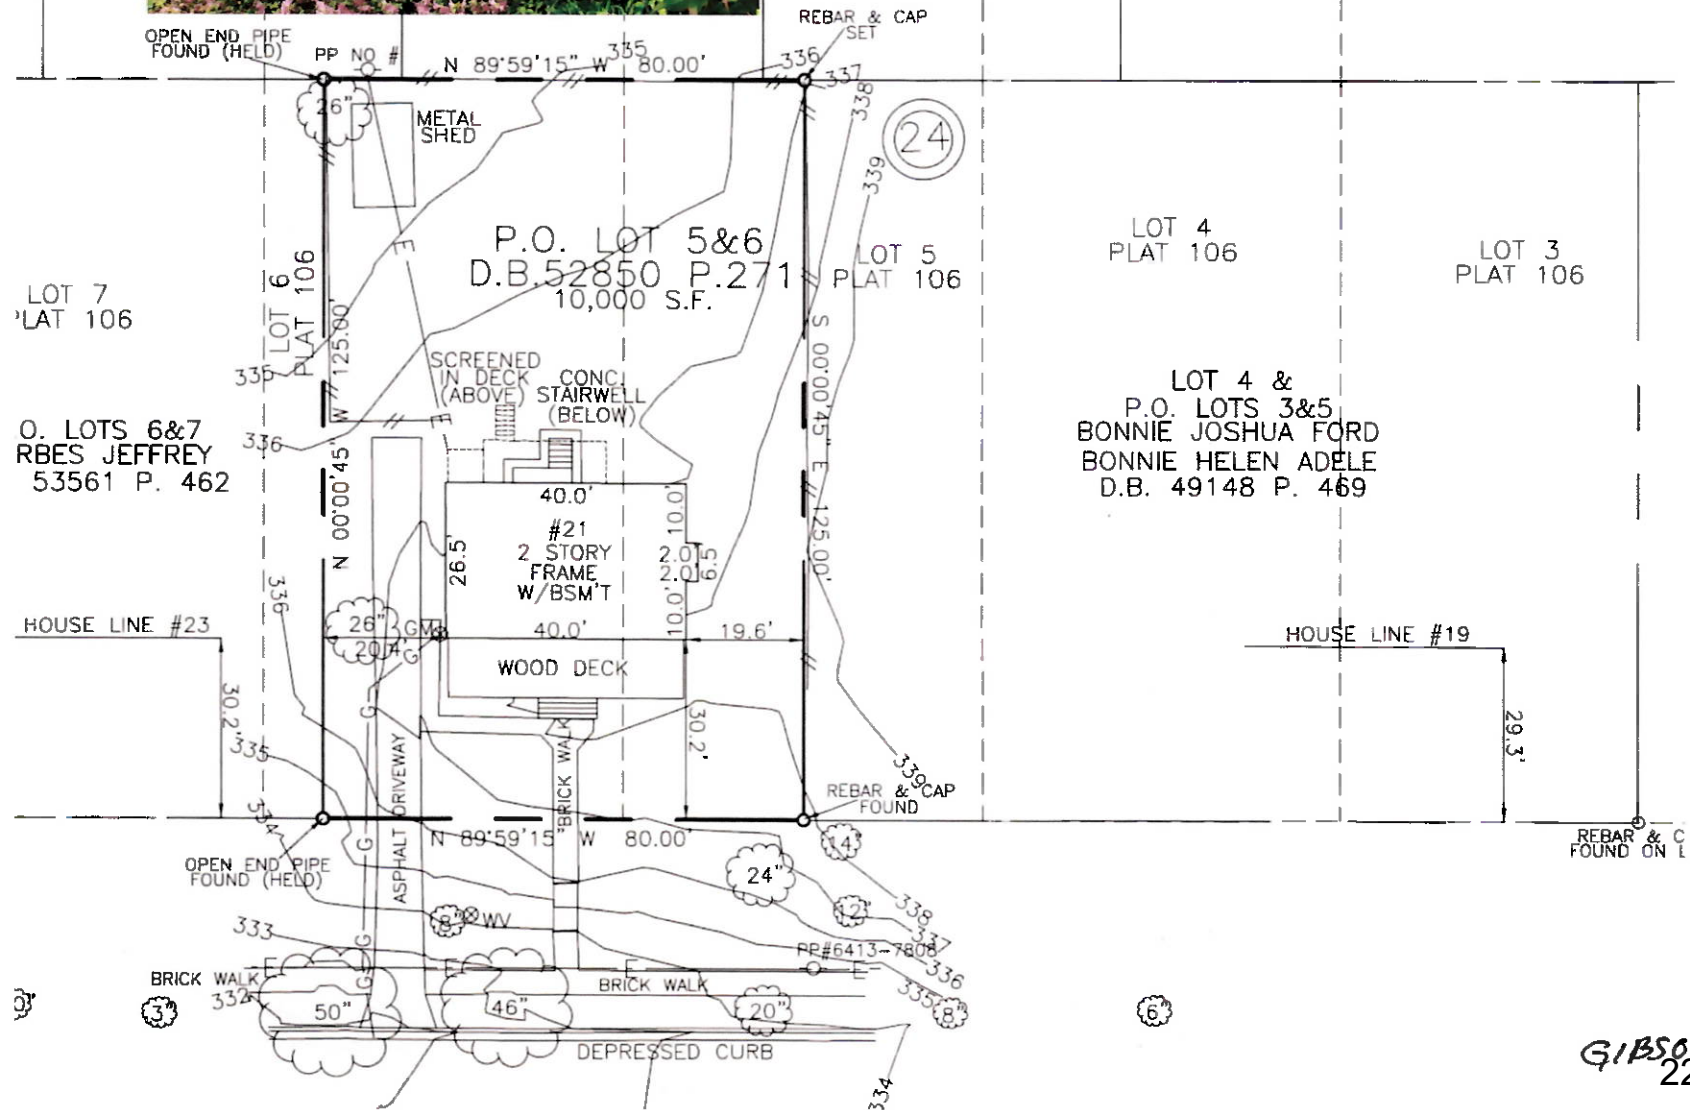 REBAR & CAP
SET
OPEN END PIPE
FOUND (HELD)
PP NO #
N 89°59'15" W 80.00'
335
336
337
338
339
26"
METAL
SHED
24
P.O. LOT 5&6
D.B.52850 P.271
10,000 S.F.
LOT 7
PLAT 106
LOT 6
PLAT 106
LOT 5
PLAT 106
LOT 4
PLAT 106
LOT 3
PLAT 106
N 00°00'45" W 125.00'
S 00°00'45" E 125.00'
E
E
335
336
SCREENED
IN DECK
(ABOVE)
CONC.
STAIRWELL
(BELOW)
O. LOTS 6&7
RBES JEFFREY
53561 P. 462
LOT 4 &
P.O. LOTS 3&5
BONNIE JOSHUA FORD
BONNIE HELEN ADELE
D.B. 49148 P. 469
40.0'
#21
2 STORY
FRAME
W/BSM'T
26.5'
10.0'
2.0'
2.0'
6.5
10.0'
336
HOUSE LINE #23
26"
20.4'
GM
G
40.0'
19.6'
HOUSE LINE #19
WOOD DECK
30.2'
30.2'
29.3'
G
335
BRICK WALK
ASPHALT DRIVEWAY
339
REBAR & CAP
FOUND
334
N 89°59'15" W 80.00'
G
14"
REBAR & C
FOUND ON L
OPEN END PIPE
FOUND (HELD)
24"
12"
338
8"
WV
333
337
G
PP#6413-7808
E
E
E
E
336
BRICK WALK
BRICK WALK
335
332
G
3"
50"
46"
20"
8"
6"
DEPRESSED CURB
334
GIBSO
22